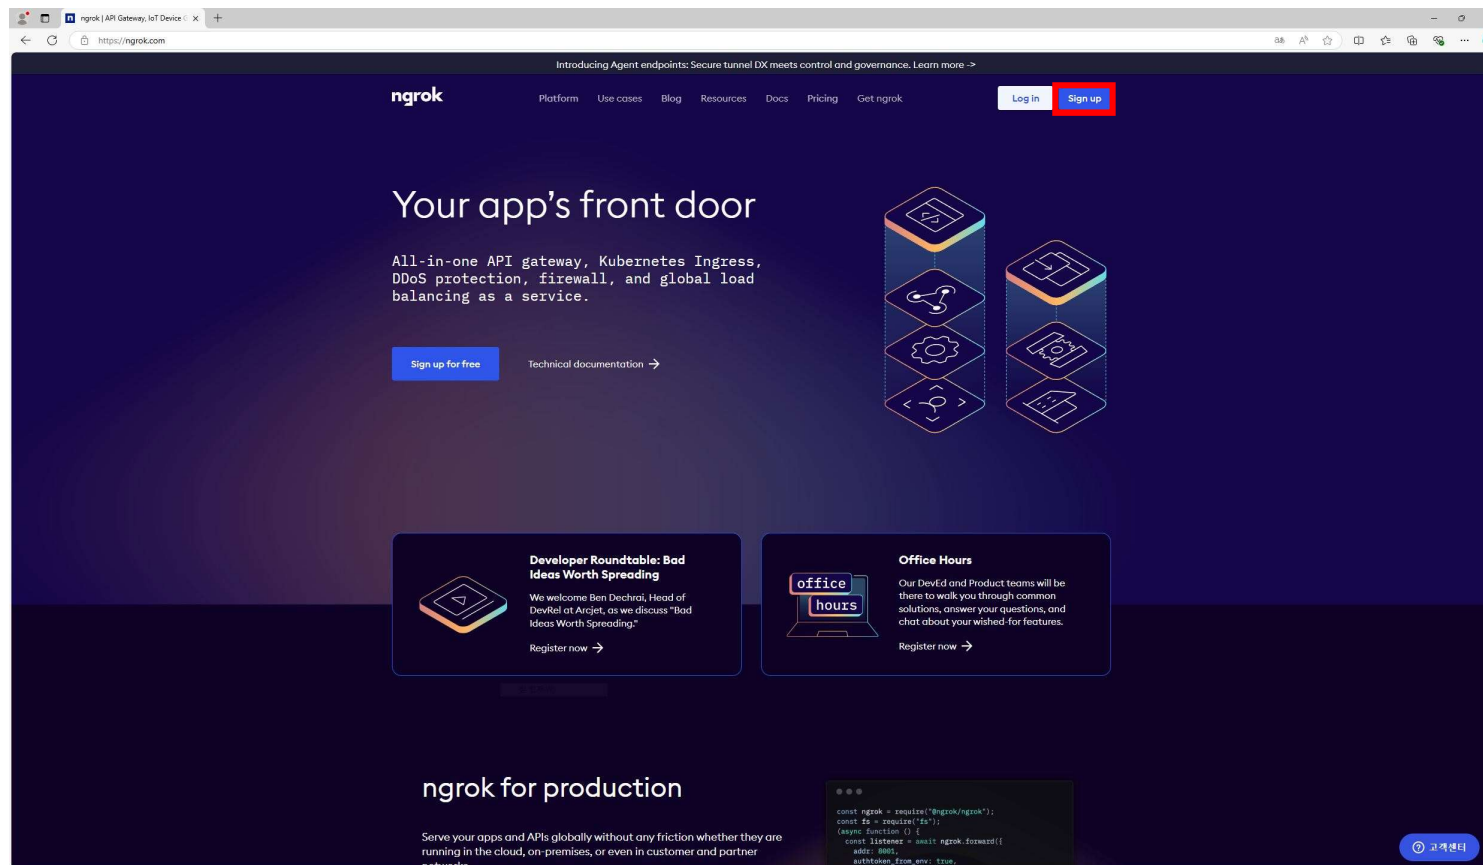 ngrok | API Gateway, IoT Device C
https://ngrok.com
Introducing Agent endpoints: Secure tunnel DX meets control and governance. Learn more ->
ngrok
Platform Use cases Blog Resources Docs Pricing Get ngrok
Log in Sign up
Your app's front door
All-in-one API gateway, Kubernetes Ingress,
DDoS protection, firewall, and global load
balancing as a service.
Sign up for free
Technical documentation →
Developer Roundtable: Bad
Ideas Worth Spreading
We welcome Ben Dechrai, Head of
DevRel at Arcjet, as we discuss "Bad
Ideas Worth Spreading."
Register now →
office
hours
Office Hours
Our DevEd and Product teams will be
there to walk you through common
solutions, answer your questions, and
chat about your wished-for features.
Register now →
ngrok for production
Serve your apps and APIs globally without any friction whether they are
running in the cloud, on-premises, or even in customer and partner
networks
const ngrok = require("@ngrok/ngrok");
const fs = require("fs");
(async function () {
const listener = await ngrok.forward({
addr: 8001,
authtoken_from_env: true,
고객센터